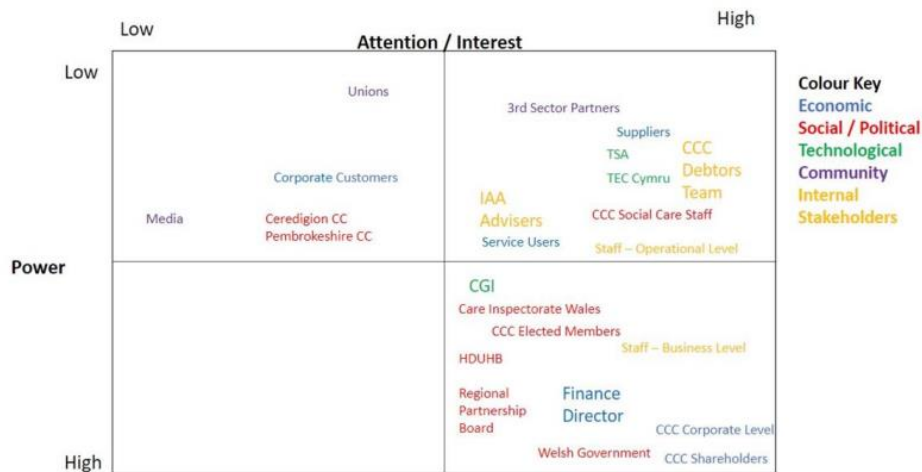 Low
High
Attention / Interest
Low
Unions
3rd Sector Partners
Suppliers
TSA
CCC
Debtors
Team
Corporate Customers
TEC Cymru
IAA
Advisers
Media
Ceredigion CC
Pembrokeshire CC
CCC Social Care Staff
Service Users
Staff – Operational Level
Colour Key
Economic
Social / Political
Technological
Community
Internal
Stakeholders
Power
CGI
Care Inspectorate Wales
CCC Elected Members
Staff – Business Level
HDUHB
Regional
Partnership
Board
Finance
Director
CCC Corporate Level
Welsh Government
CCC Shareholders
High